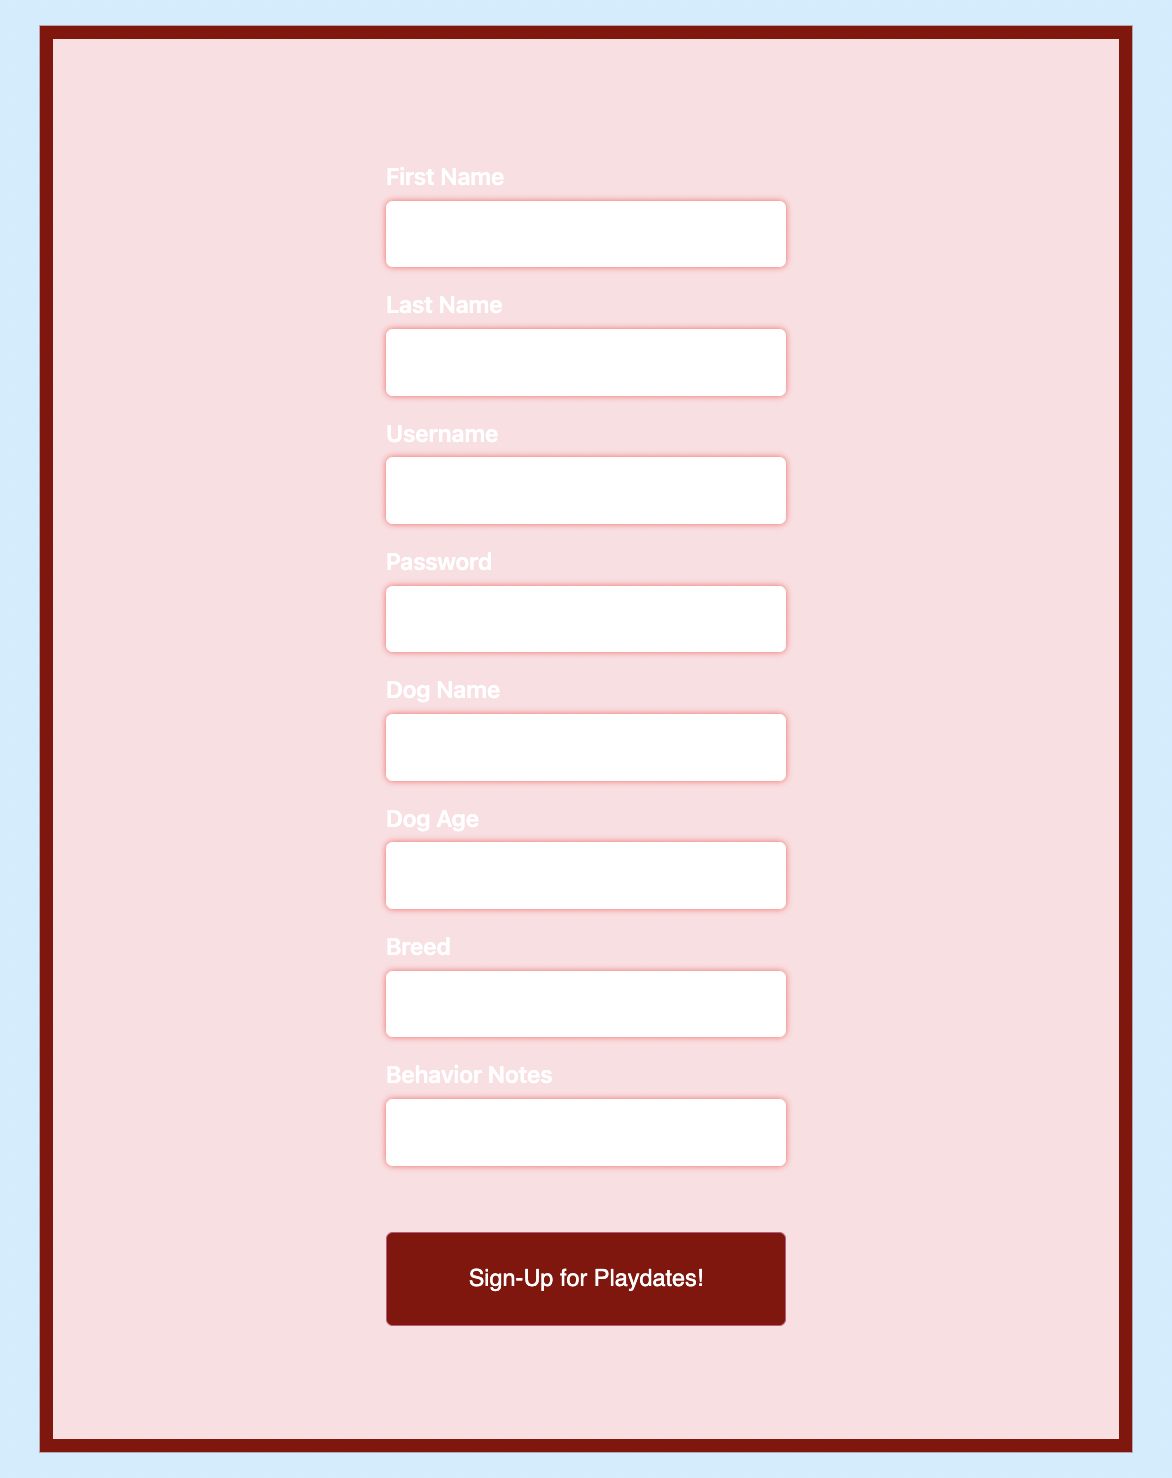 First Name
Last Name
Username
Password
Dog Name
Dog Age
Breed
Behavior Notes
Sign-Up for Playdates!